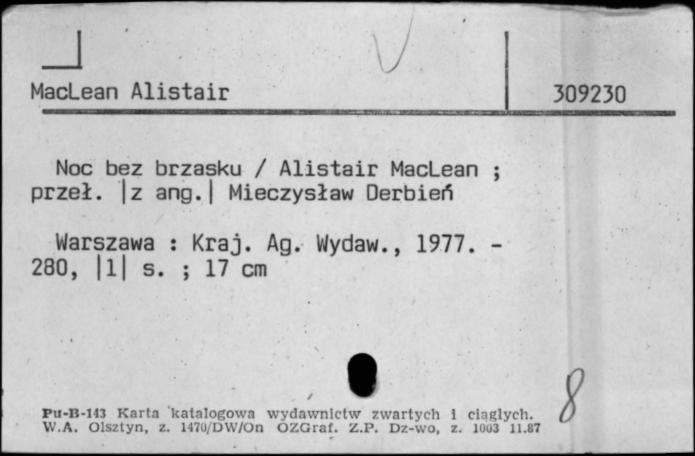 MacLean Alistair 309230
Noc bez brzasku / Alistair MacLean ;
przeł. |z ang.| Mieczysław Derbień
Warszawa : Kraj. Ag. Wydaw., 1977. -
280, |1| s. ; 17 cm
8
Pu-B-143 Karta katalogowa wydawnictw zwartych i ciąglych.
W.A. Olsztyn, z. 1470/DW/On OZGraf. Z.P. Dz-wo, z. 1003 11.87